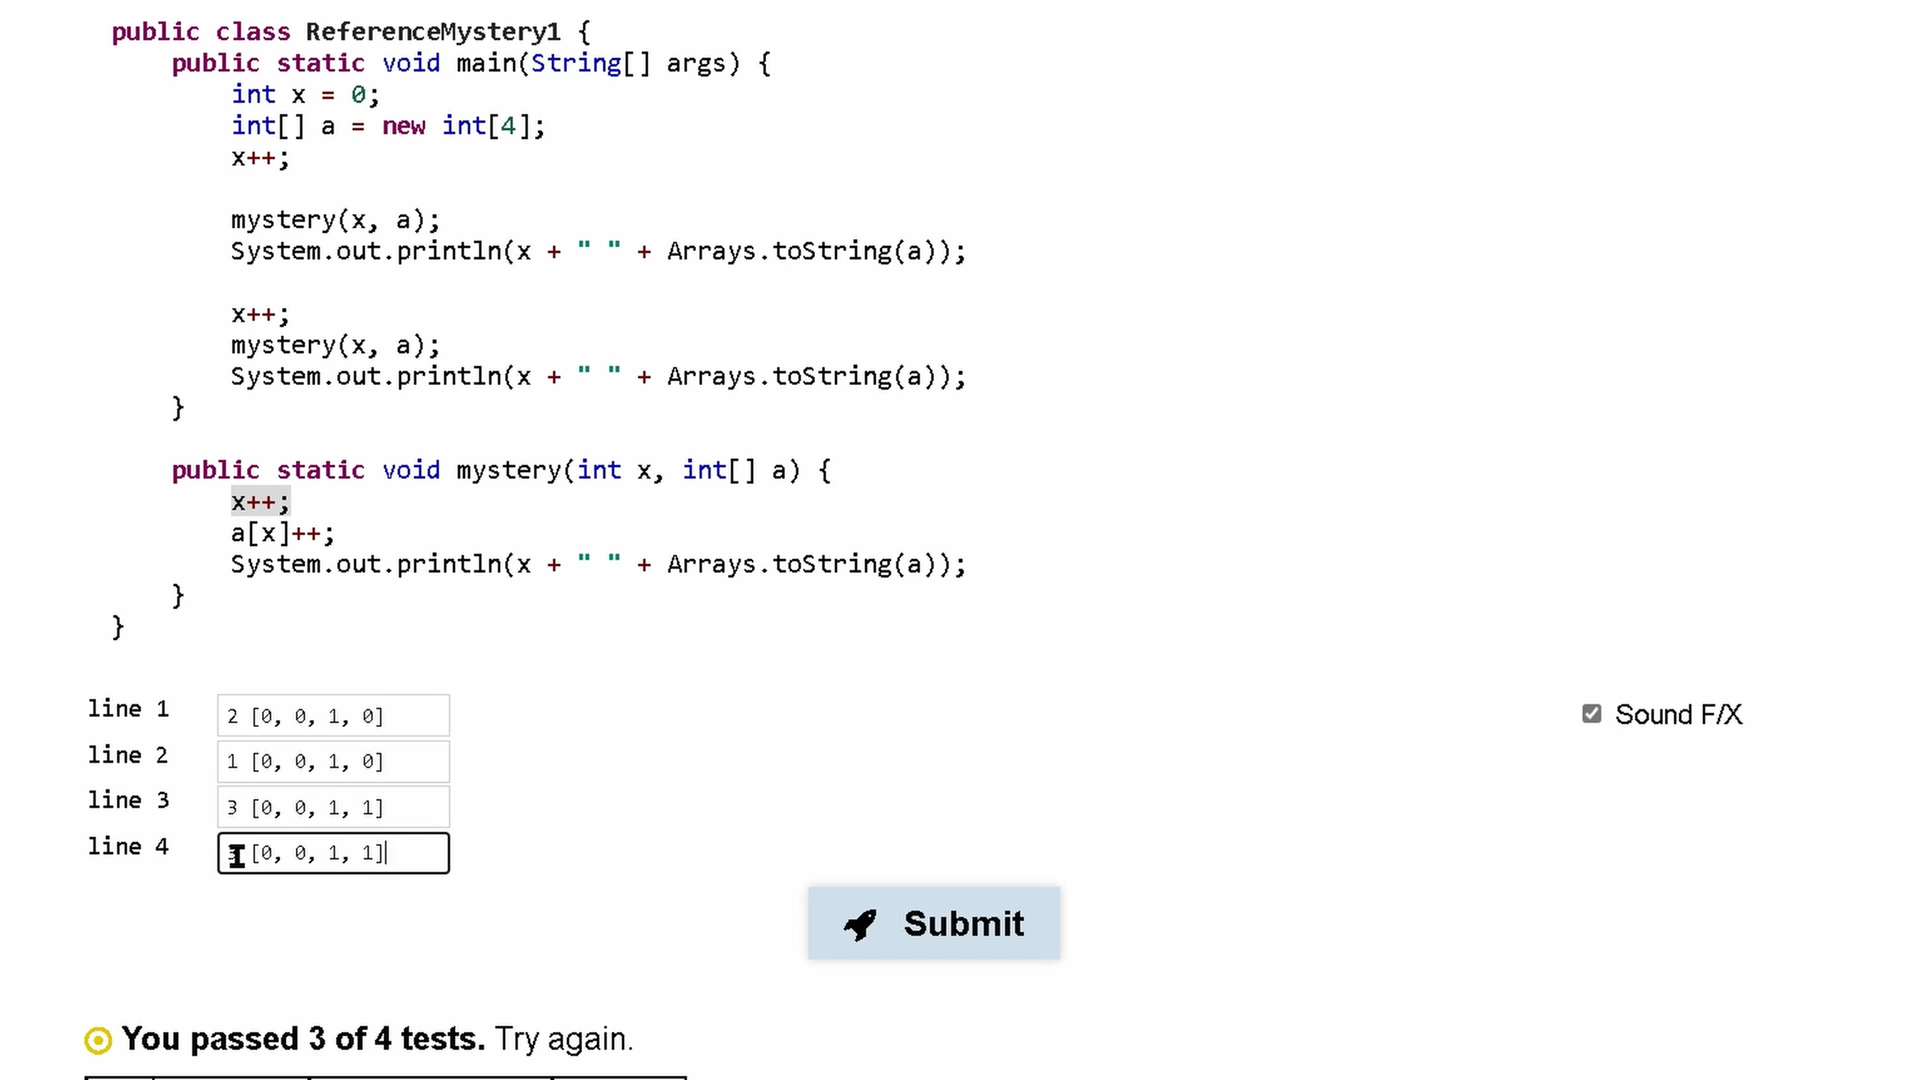 public class ReferenceMystery1 {
public static void main(String[] args) {
int x = 0;
int[] a = new int[4];
x++;
mystery(x, a);
System.out.println(x + " " + Arrays.toString(a));
x++;
mystery(x, a);
System.out.println(x + " " + Arrays.toString(a));
}
public static void mystery(int x, int[] a) {
x++;
a[x]++;
System.out.println(x + " " + Arrays.toString(a));
}
}
line 1 2 [0, 0, 1, 0]
line 2 1 [0, 0, 1, 0]
line 3 3 [0, 0, 1, 1]
line 4 [0, 0, 1, 1]
Sound F/X
Submit
You passed 3 of 4 tests. Try again.